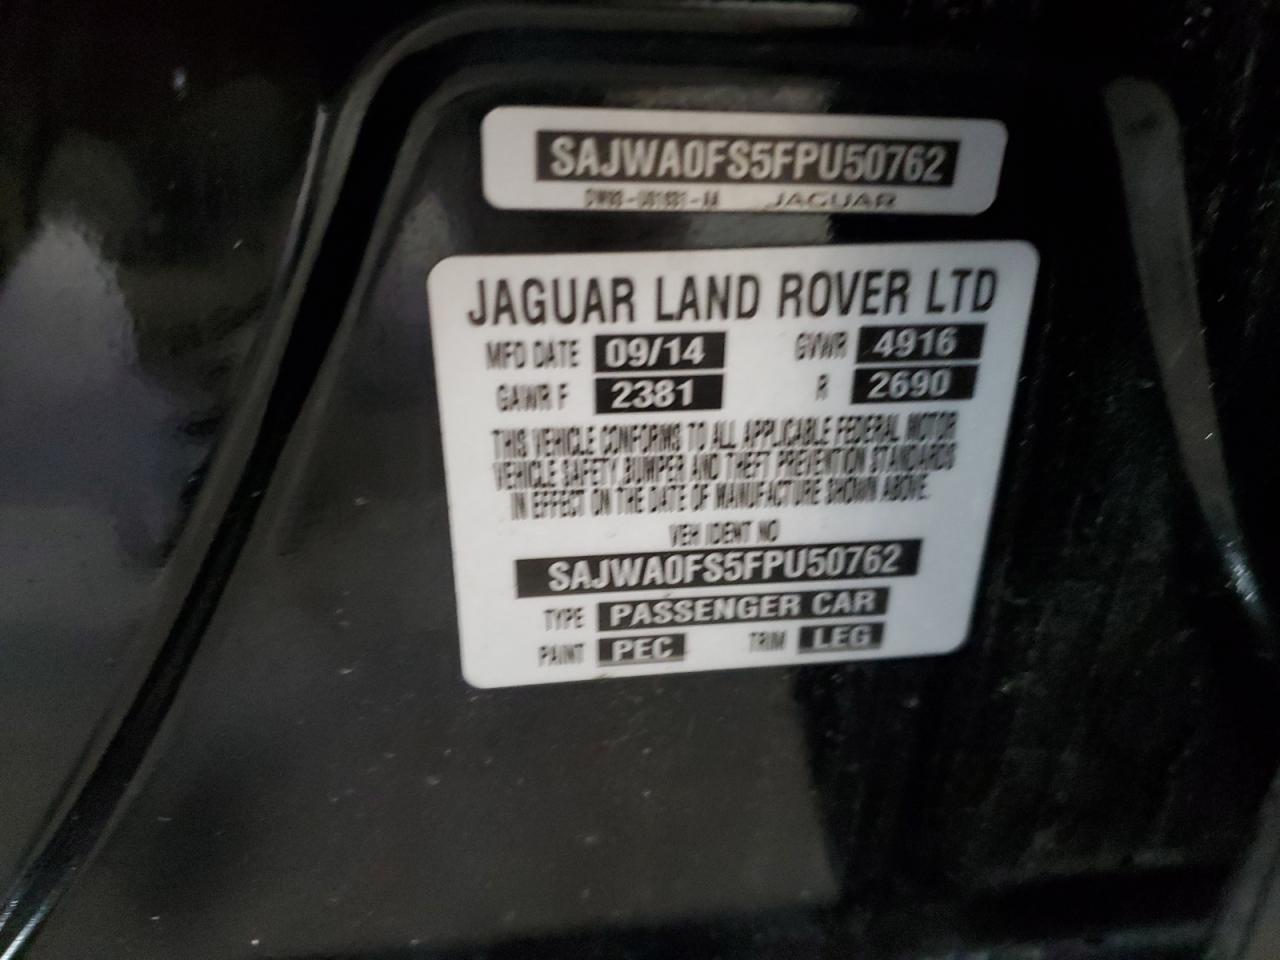 SAJWA0FS5FPU50762
JAGUAR
JAGUAR LAND ROVER LTD
MFD DATE 09/14 GVWR 4916
GAWR F 2381 R 2690
THIS VEHICLE CONFORMS TO ALL APPLICABLE FEDERAL MOTOR
VEHICLE SAFETY, BUMPER AND THEFT PREVENTION STANDARDS
IN EFFECT ON THE DATE OF MANUFACTURE SHOWN ABOVE.
VEH IDENT NO
SAJWA0FS5FPU50762
TYPE PASSENGER CAR
PAINT PEC TRIM LEG